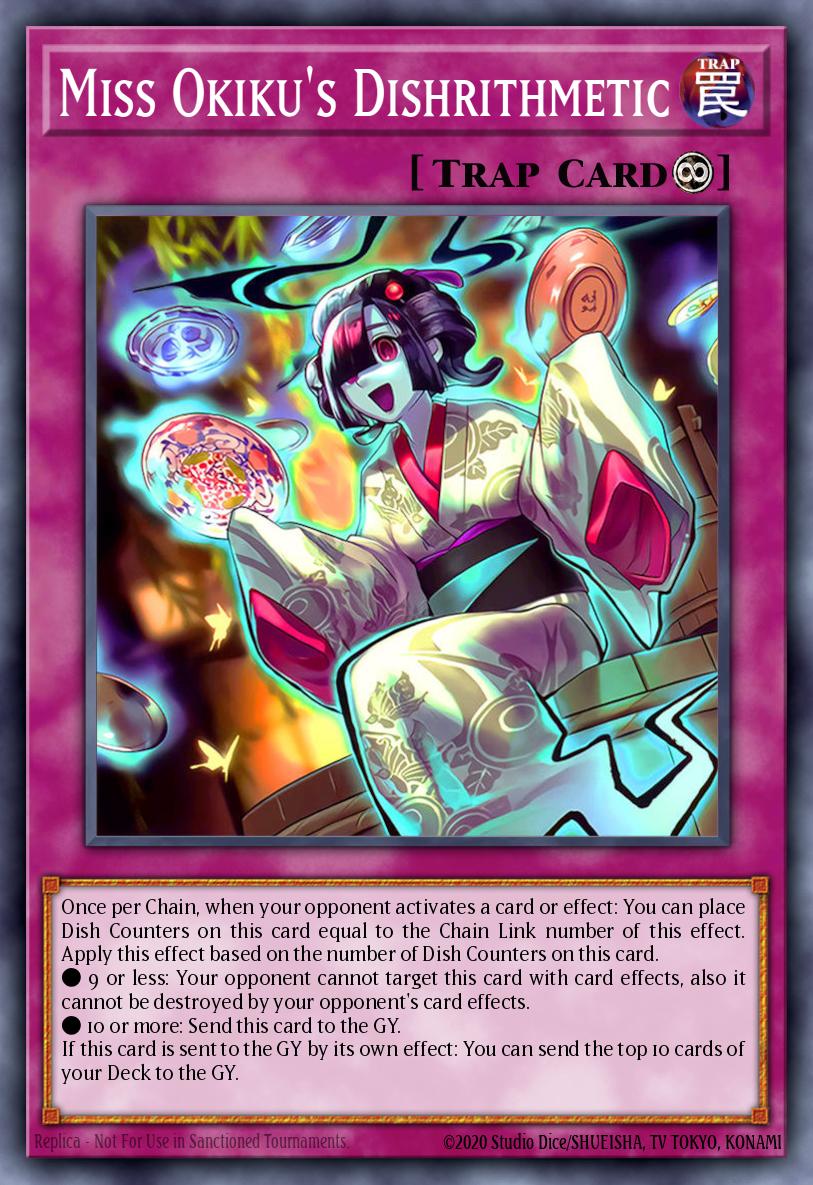 Miss Okiku's Dishrithmetic
TRAP
罠
[Trap Card]
Once per Chain, when your opponent activates a card or effect: You can place
Dish Counters on this card equal to the Chain Link number of this effect.
Apply this effect based on the number of Dish Counters on this card.
● 9 or less: Your opponent cannot target this card with card effects, also it
cannot be destroyed by your opponent's card effects.
● 10 or more: Send this card to the GY.
If this card is sent to the GY by its own effect: You can send the top 10 cards of
your Deck to the GY.
Replica - Not For Use in Sanctioned Tournaments.
©2020 Studio Dice/SHUEISHA, TV TOKYO, KONAMI